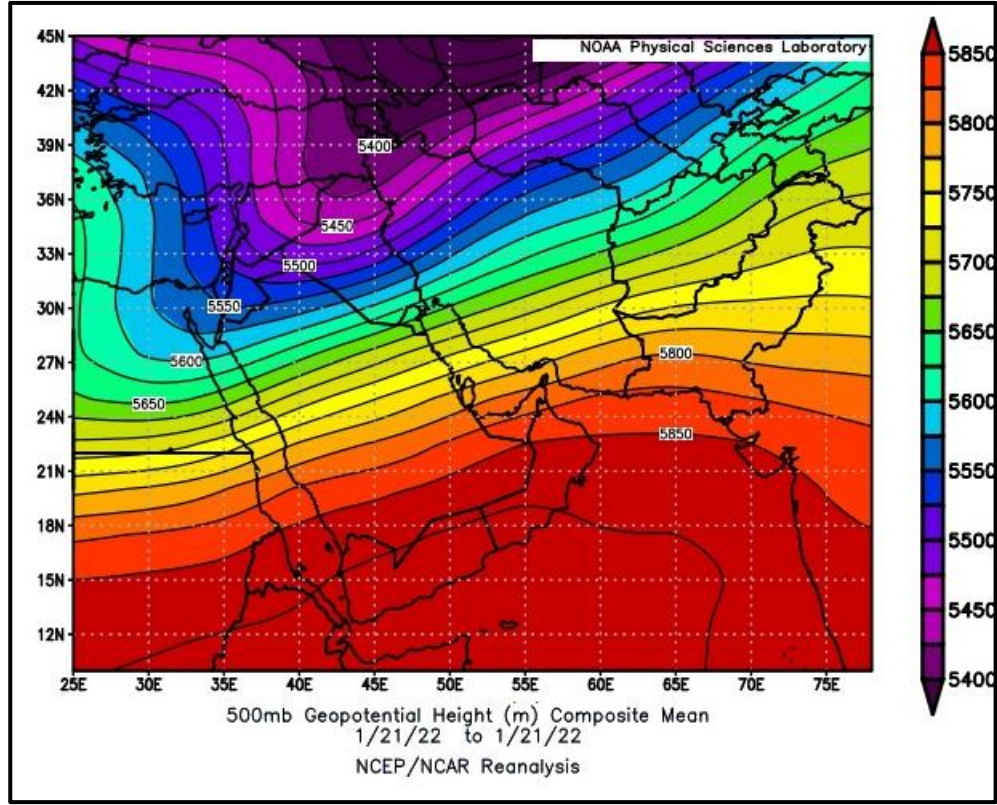 NOAA Physical Sciences Laboratory
45N
42N
39N
36N
33N
30N
27N
24N
21N
18N
15N
12N
5400
5450
5500
5550
5600
5650
5800
5850
25E 30E 35E 40E 45E 50E 55E 60E 65E 70E 75E
5850
5800
5750
5700
5650
5600
5550
5500
5450
5400
500mb Geopotential Height (m) Composite Mean
1/21/22 to 1/21/22
NCEP/NCAR Reanalysis